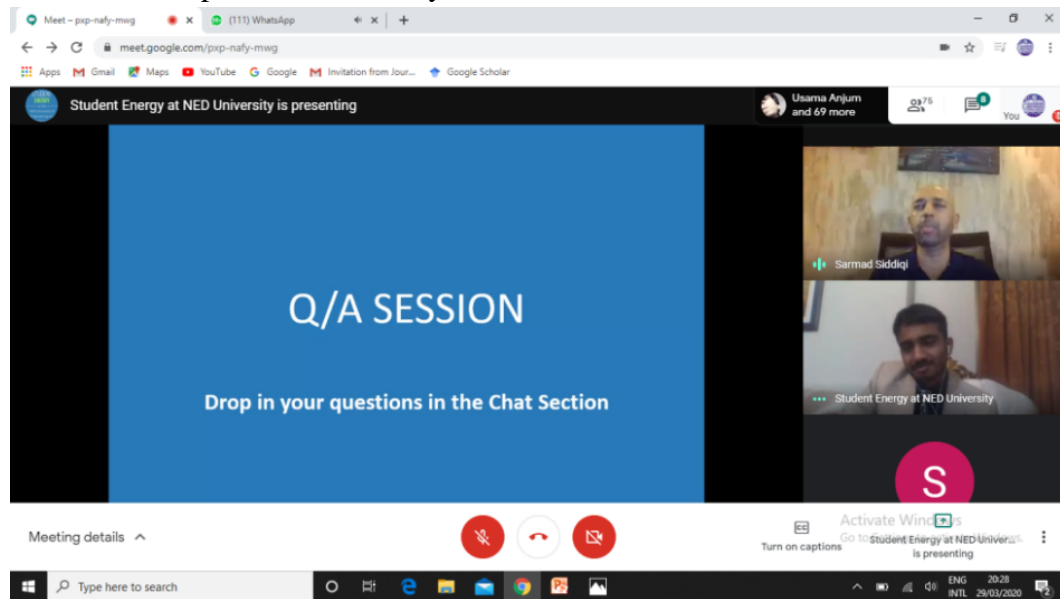 Meet – pxp-nafy-mwg
(111) WhatsApp
meet.google.com/pxp-nafy-mwg
Apps
Gmail
Maps
YouTube
Google
Invitation from Jour...
Google Scholar
Student Energy at NED University is presenting
Usama Anjum
and 69 more
75
8
You
Q/A SESSION
Drop in your questions in the Chat Section
Sarmad Siddiqi
Student Energy at NED University
S
Meeting details
CC
Turn on captions
Activate Windows
Student Energy at NED Univer...
is presenting
Type here to search
ENG
INTL
20:28
29/03/2020
2